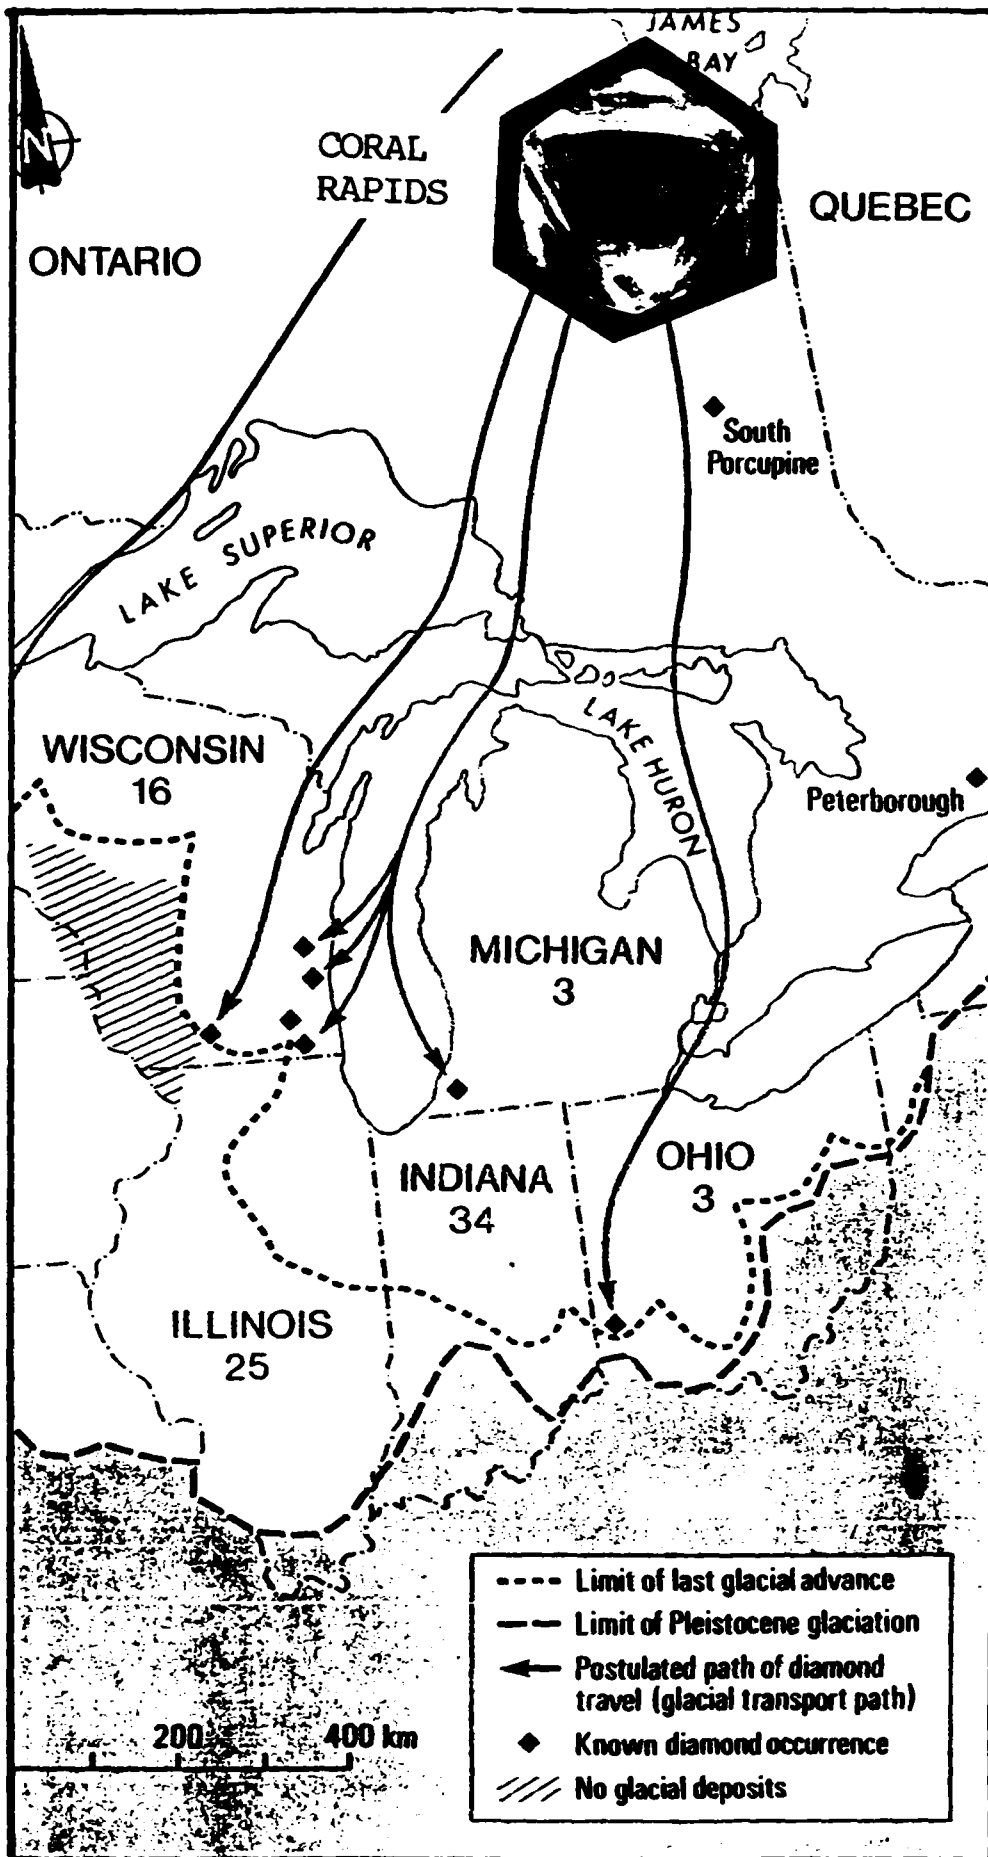 JAMES
BAY
N
CORAL
RAPIDS
QUEBEC
ONTARIO
South
Porcupine
LAKE SUPERIOR
LAKE HURON
WISCONSIN
16
Peterborough
MICHIGAN
3
INDIANA
34
OHIO
3
ILLINOIS
25
---- Limit of last glacial advance
Limit of Pleistocene glaciation
Postulated path of diamond
travel (glacial transport path)
Known diamond occurrence
No glacial deposits
200 400 km